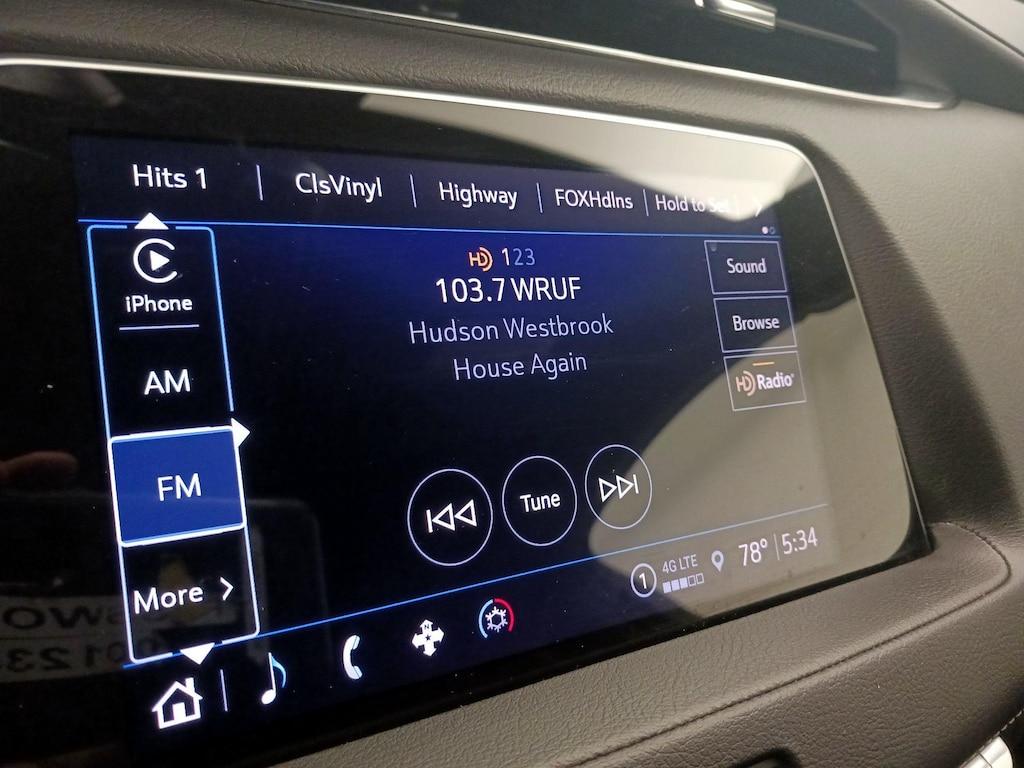 Hits 1
ClsVinyl
Highway
FOXHdlns
Hold to Set
iPhone
AM
FM
More
HD 123
103.7 WRUF
Hudson Westbrook
House Again
Sound
Browse
HD Radio
Tune
1
4G LTE
78° 5:34
N